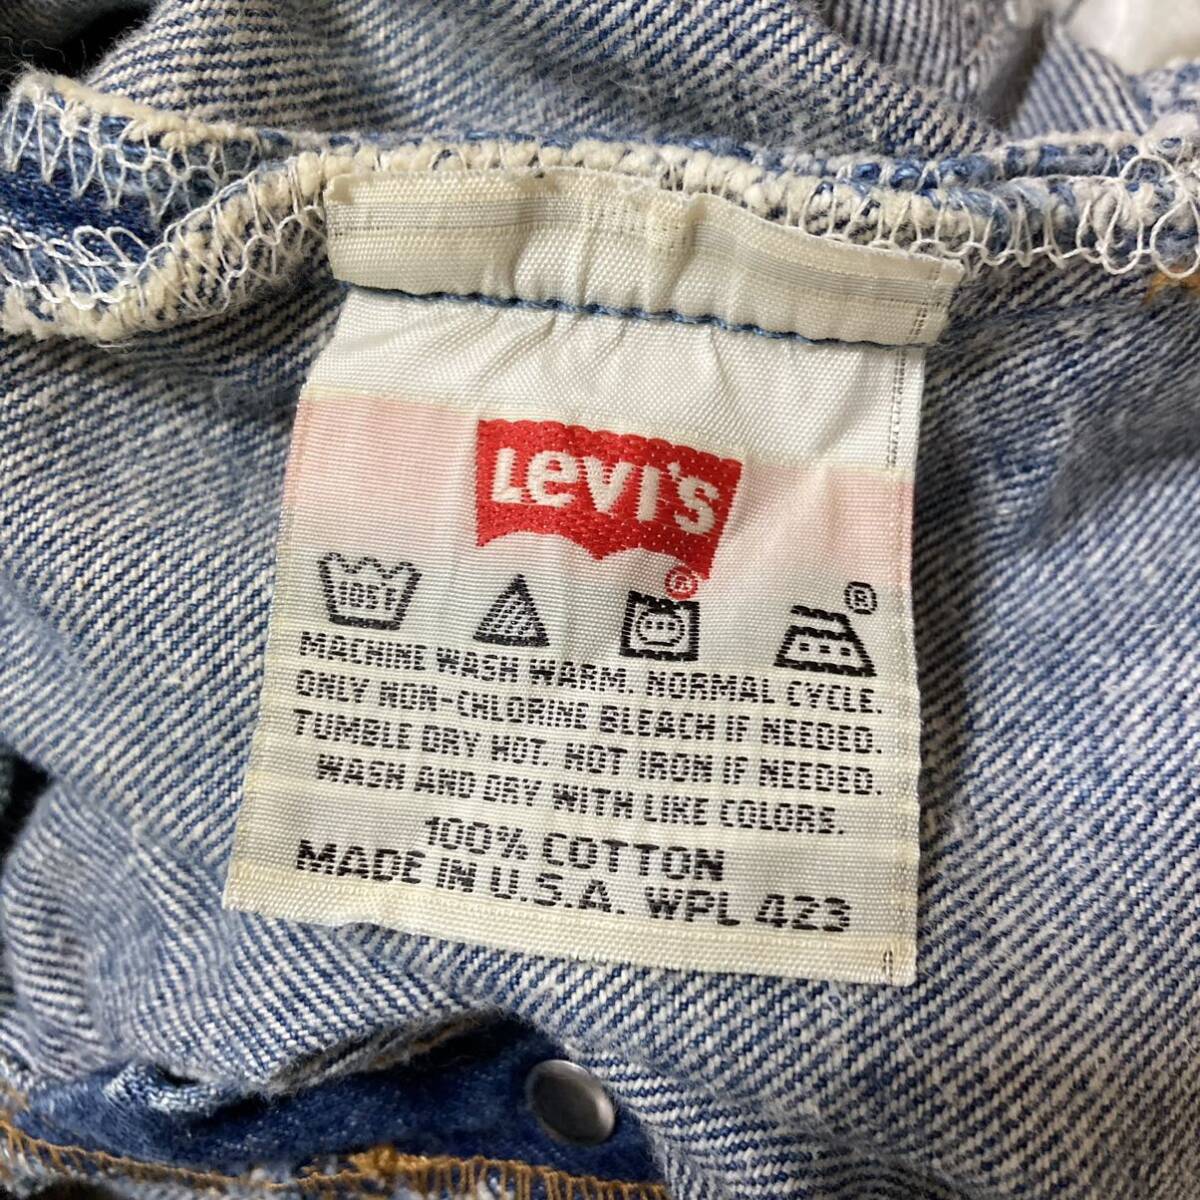 Levi's
®
105°F
®
MACHINE WASH WARM. NORMAL CYCLE.
ONLY NON-CHLORINE BLEACH IF NEEDED.
TUMBLE DRY HOT. HOT IRON IF NEEDED.
WASH AND DRY WITH LIKE COLORS.
100% COTTON
MADE IN U.S.A. WPL 423